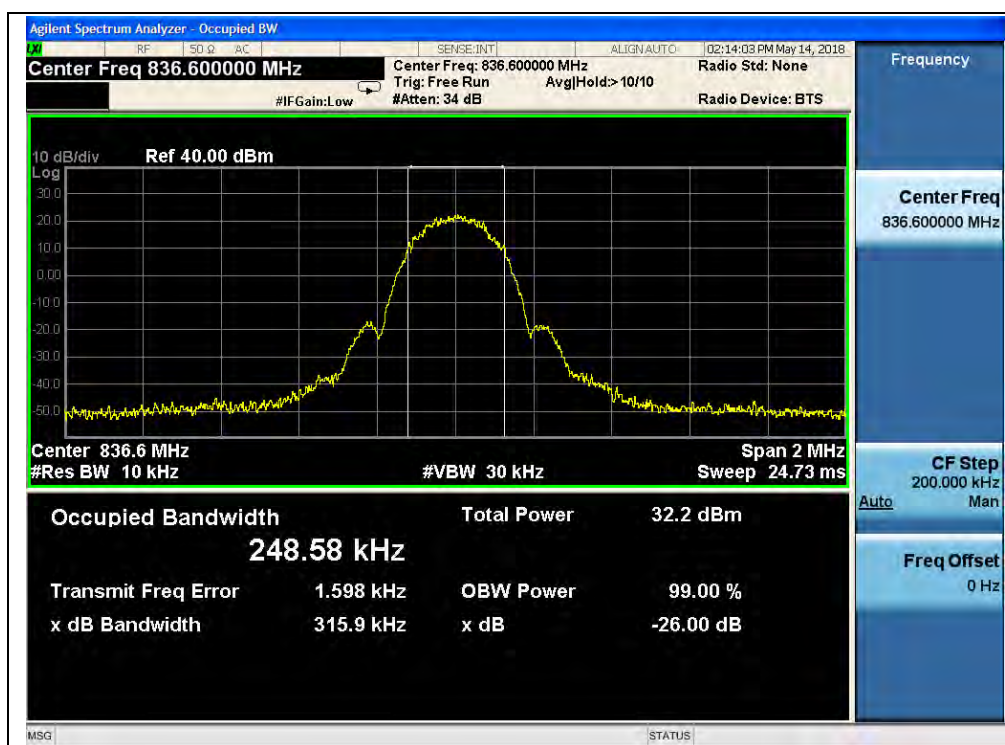 Agilent Spectrum Analyzer - Occupied BW
LXI RF 50 Ω AC SENSE:INT ALIGNAUTO 02:14:03 PM May 14, 2018
Center Freq 836.600000 MHz
Center Freq: 836.600000 MHz
Radio Std: None
Trig: Free Run Avg|Hold:>10/10
#IFGain:Low
#Atten: 34 dB
Radio Device: BTS
10 dB/div Ref 40.00 dBm
Log
30.0
20.0
10.0
0.00
-10.0
-20.0
-30.0
-40.0
-50.0
Center 836.6 MHz Span 2 MHz
#Res BW 10 kHz #VBW 30 kHz Sweep 24.73 ms
Occupied Bandwidth Total Power 32.2 dBm
248.58 kHz
Transmit Freq Error 1.598 kHz OBW Power 99.00 %
x dB Bandwidth 315.9 kHz x dB -26.00 dB
Frequency
Center Freq
836.600000 MHz
CF Step
200.000 kHz
Auto Man
Freq Offset
0 Hz
MSG STATUS